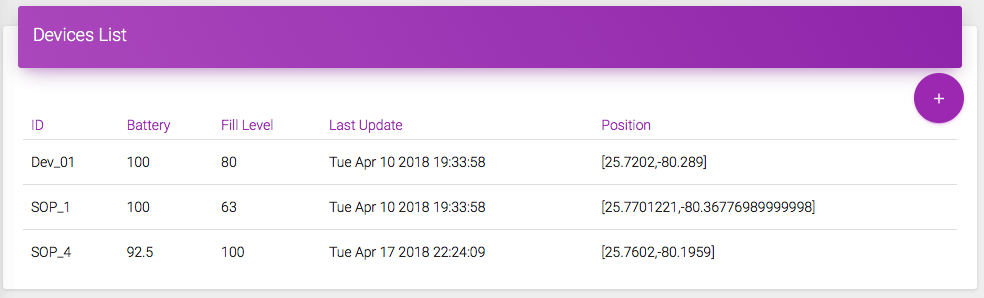 Devices List
+
ID Battery Fill Level Last Update Position
Dev_01 100 80 Tue Apr 10 2018 19:33:58 [25.7202,-80.289]
SOP_1 100 63 Tue Apr 10 2018 19:33:58 [25.7701221,-80.36776989999998]
SOP_4 92.5 100 Tue Apr 17 2018 22:24:09 [25.7602,-80.1959]